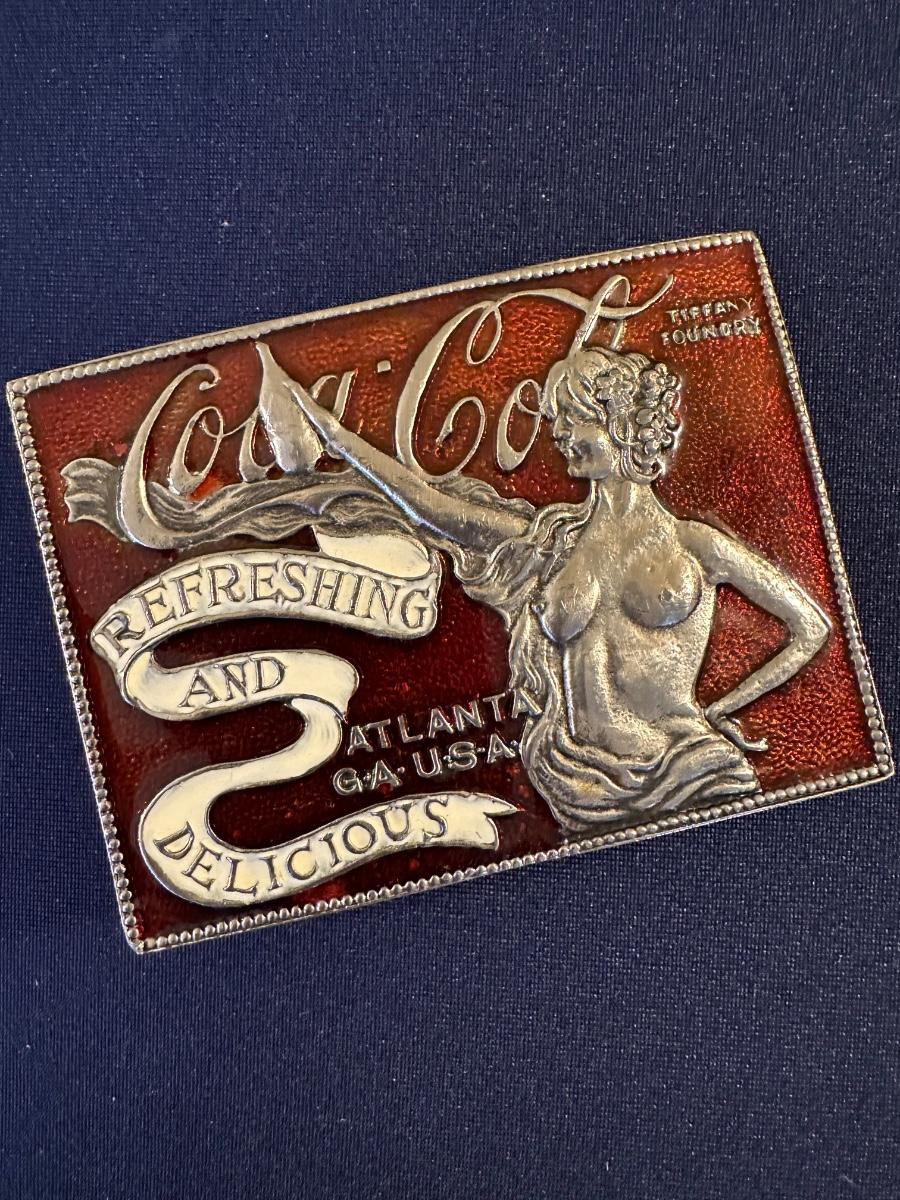 Coca·Cola
TIFFANY
FOUNDRY
REFRESHING
AND
ATLANTA
G·A· U·S·A·
DELICIOUS